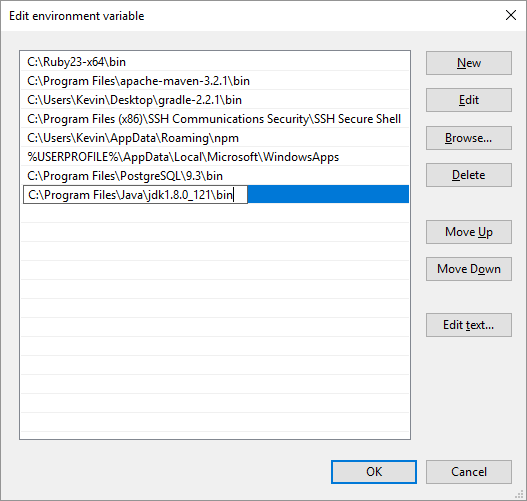 Edit environment variable
C:\Ruby23-x64\bin
C:\Program Files\apache-maven-3.2.1\bin
C:\Users\Kevin\Desktop\gradle-2.2.1\bin
C:\Program Files (x86)\SSH Communications Security\SSH Secure Shell
C:\Users\Kevin\AppData\Roaming\npm
%USERPROFILE%\AppData\Local\Microsoft\WindowsApps
C:\Program Files\PostgreSQL\9.3\bin
C:\Program Files\Java\jdk1.8.0_121\bin
New
Edit
Browse...
Delete
Move Up
Move Down
Edit text...
OK
Cancel